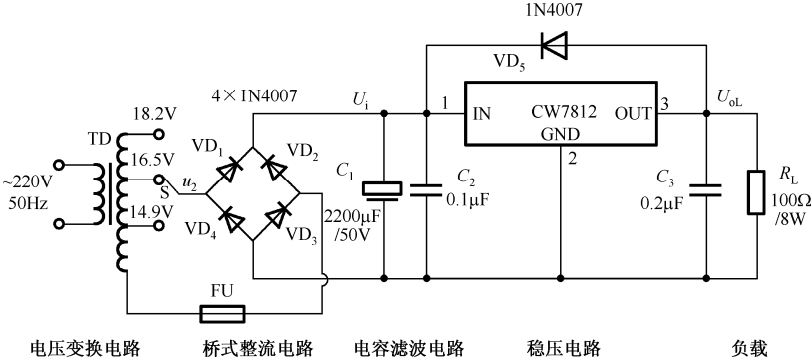 1N4007
VD5
4×1N4007
Ui
1
IN
CW7812
OUT
3
UoL
GND
2
18.2V
TD
16.5V
~220V
50Hz
S
u2
14.9V
VD1
VD2
VD4
VD3
C1
2200μF
/50V
C2
0.1μF
C3
0.2μF
RL
100Ω
/8W
FU
电压变换电路
桥式整流电路
电容滤波电路
稳压电路
负载